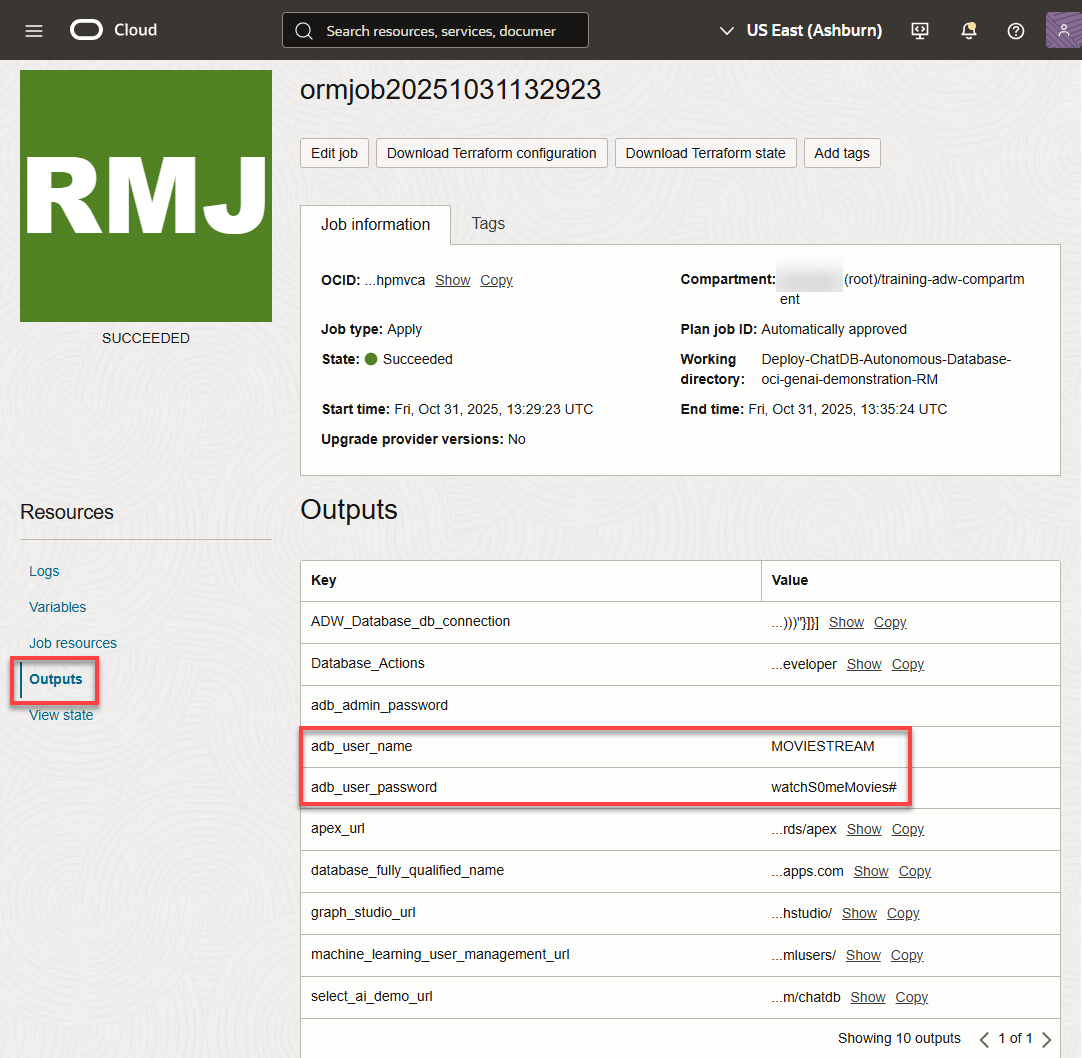 Cloud
Search resources, services, documer
US East (Ashburn)
RMJ
SUCCEEDED
ormjob20251031132923
Edit job
Download Terraform configuration
Download Terraform state
Add tags
Job information
Tags
OCID: ...hpmvca Show Copy
Compartment: (root)/training-adw-compartm
ent
Job type: Apply
Plan job ID: Automatically approved
State: Succeeded
Working Deploy-ChatDB-Autonomous-Database-
directory: oci-genai-demonstration-RM
Start time: Fri, Oct 31, 2025, 13:29:23 UTC
End time: Fri, Oct 31, 2025, 13:35:24 UTC
Upgrade provider versions: No
Resources
Logs
Variables
Job resources
Outputs
View state
Outputs
Key Value
ADW_Database_db_connection ...)))"}]}] Show Copy
Database_Actions ...eveloper Show Copy
adb_admin_password
adb_user_name MOVIESTREAM
adb_user_password watchS0meMovies#
apex_url ...rds/apex Show Copy
database_fully_qualified_name ...apps.com Show Copy
graph_studio_url ...hstudio/ Show Copy
machine_learning_user_management_url ...mlusers/ Show Copy
select_ai_demo_url ...m/chatdb Show Copy
Showing 10 outputs 1 of 1